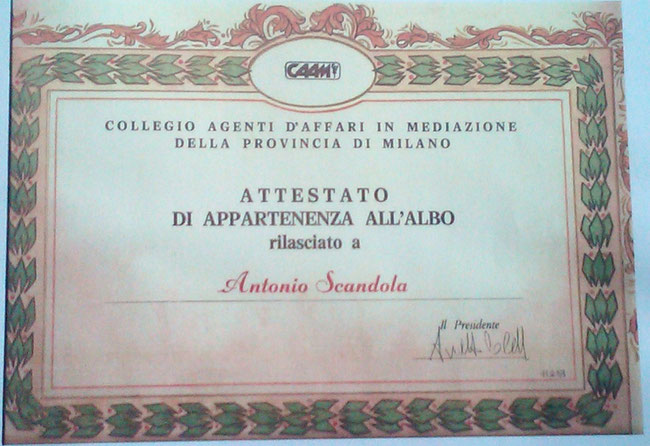 CAAM
COLLEGIO AGENTI D'AFFARI IN MEDIAZIONE
DELLA PROVINCIA DI MILANO
ATTESTATO
DI APPARTENENZA ALL'ALBO
rilasciato a
Antonio Scandola
Il Presidente